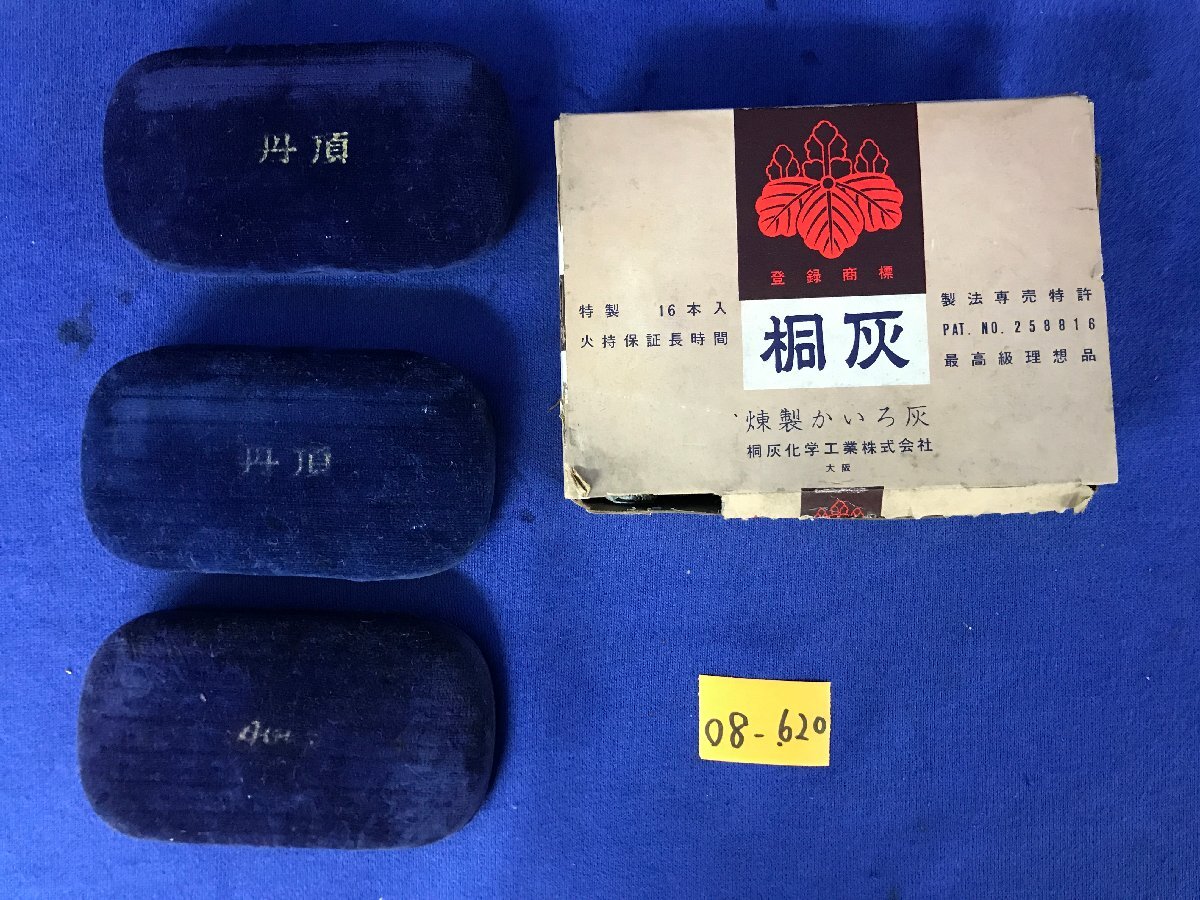 丹頂
丹頂
登録商標
特製 16本入
火持保証長時間
桐灰
製法専売特許
PAT. NO. 258816
最高級理想品
煉製かいろ灰
桐灰化学工業株式会社
大阪
08-620